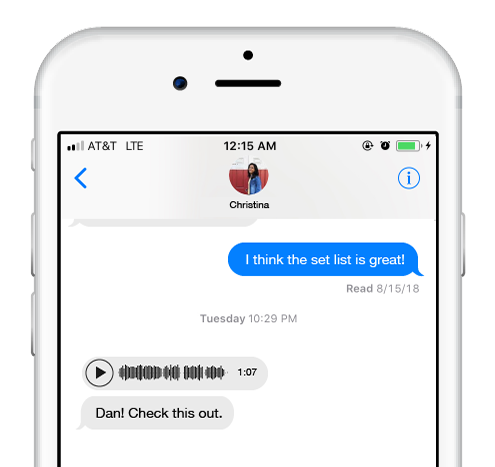 AT&T LTE 12:15 AM
Christina
I think the set list is great!
Read 8/15/18
Tuesday 10:29 PM
1:07
Dan! Check this out.